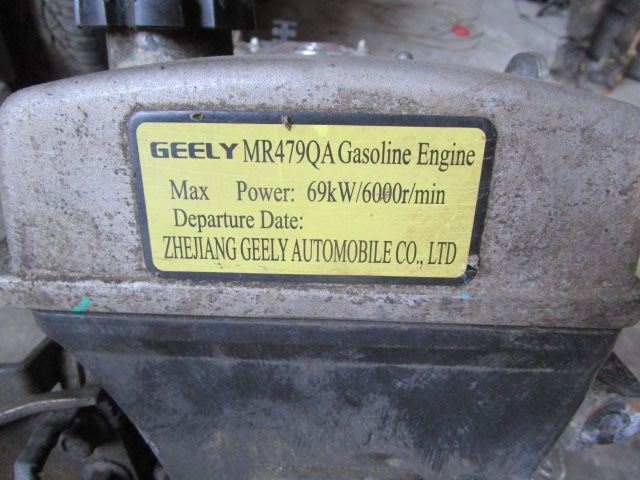 GEELY MR479QA Gasoline Engine
Max Power: 69kW/6000r/min
Departure Date:
ZHEJIANG GEELY AUTOMOBILE CO., LTD